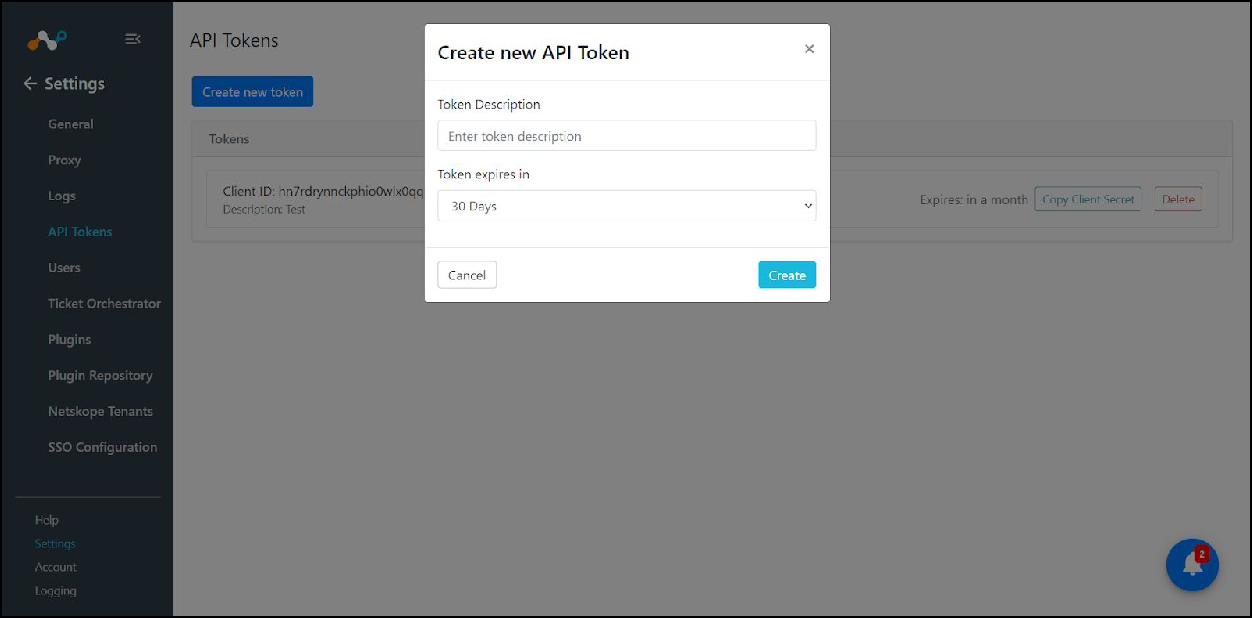 API Tokens
Settings
Create new token
General
Proxy
Logs
API Tokens
Users
Ticket Orchestrator
Plugins
Plugin Repository
Netskope Tenants
SSO Configuration
Help
Settings
Account
Logging
Tokens
Client ID: hn7rdrynnckphio0wlx0qq
Description: Test
Expires: in a month
Copy Client Secret
Delete
Create new API Token
×
Token Description
Enter token description
Token expires in
30 Days
Cancel
Create
2